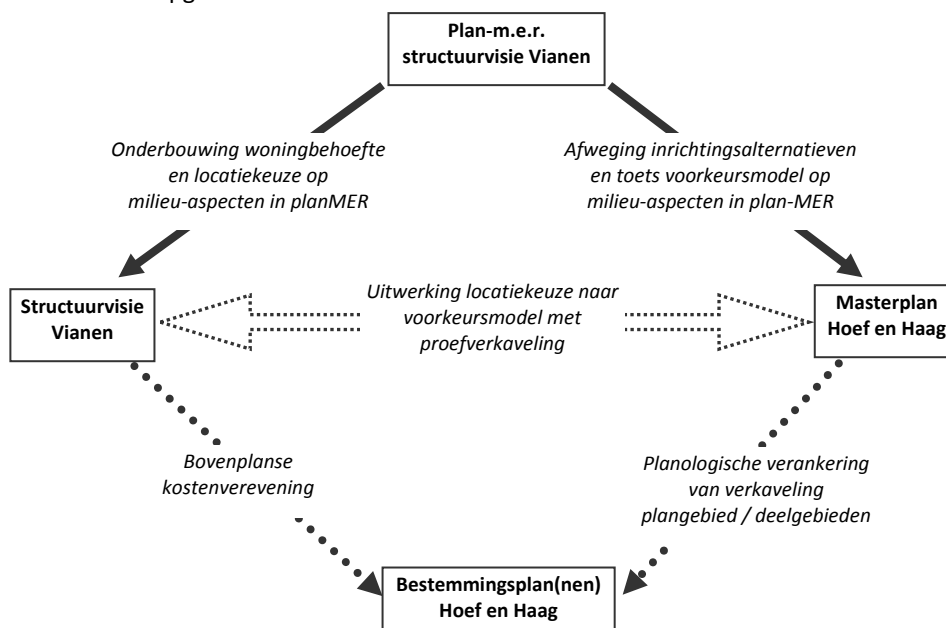 Plan-m.e.r.
structuurvisie Vianen
Onderbouwing woningbehoefte
en locatiekeuze op
milieu-aspecten in planMER
Afweging inrichtingsalternatieven
en toets voorkeursmodel op
milieu-aspecten in plan-MER
Structuurvisie
Vianen
Uitwerking locatiekeuze naar
voorkeursmodel met
proefverkaveling
Masterplan
Hoef en Haag
Bovenplanse
kostenverevening
Planologische verankering
van verkaveling
plangebied / deelgebieden
Bestemmingsplan(nen)
Hoef en Haag